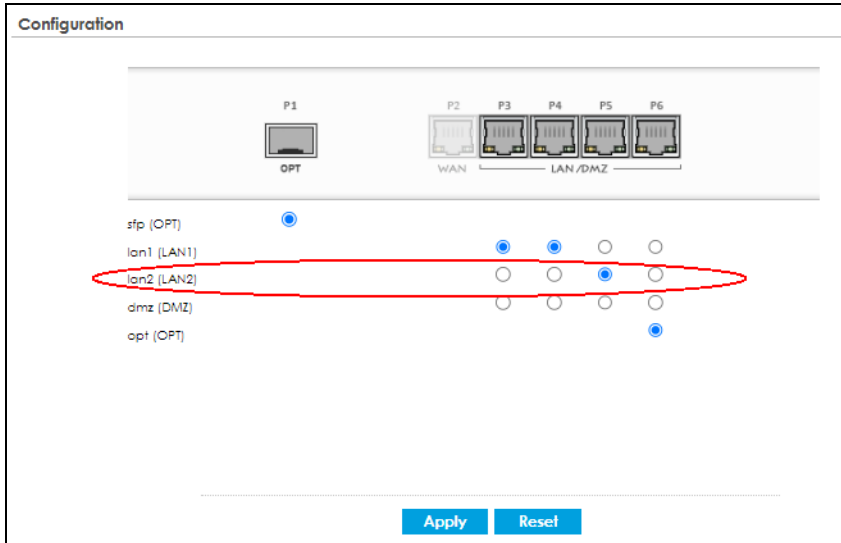 Configuration
P1 P2 P3 P4 P5 P6
OPT WAN LAN /DMZ
sfp (OPT)
lan1 (LAN1)
lan2 (LAN2)
dmz (DMZ)
opt (OPT)
Apply Reset